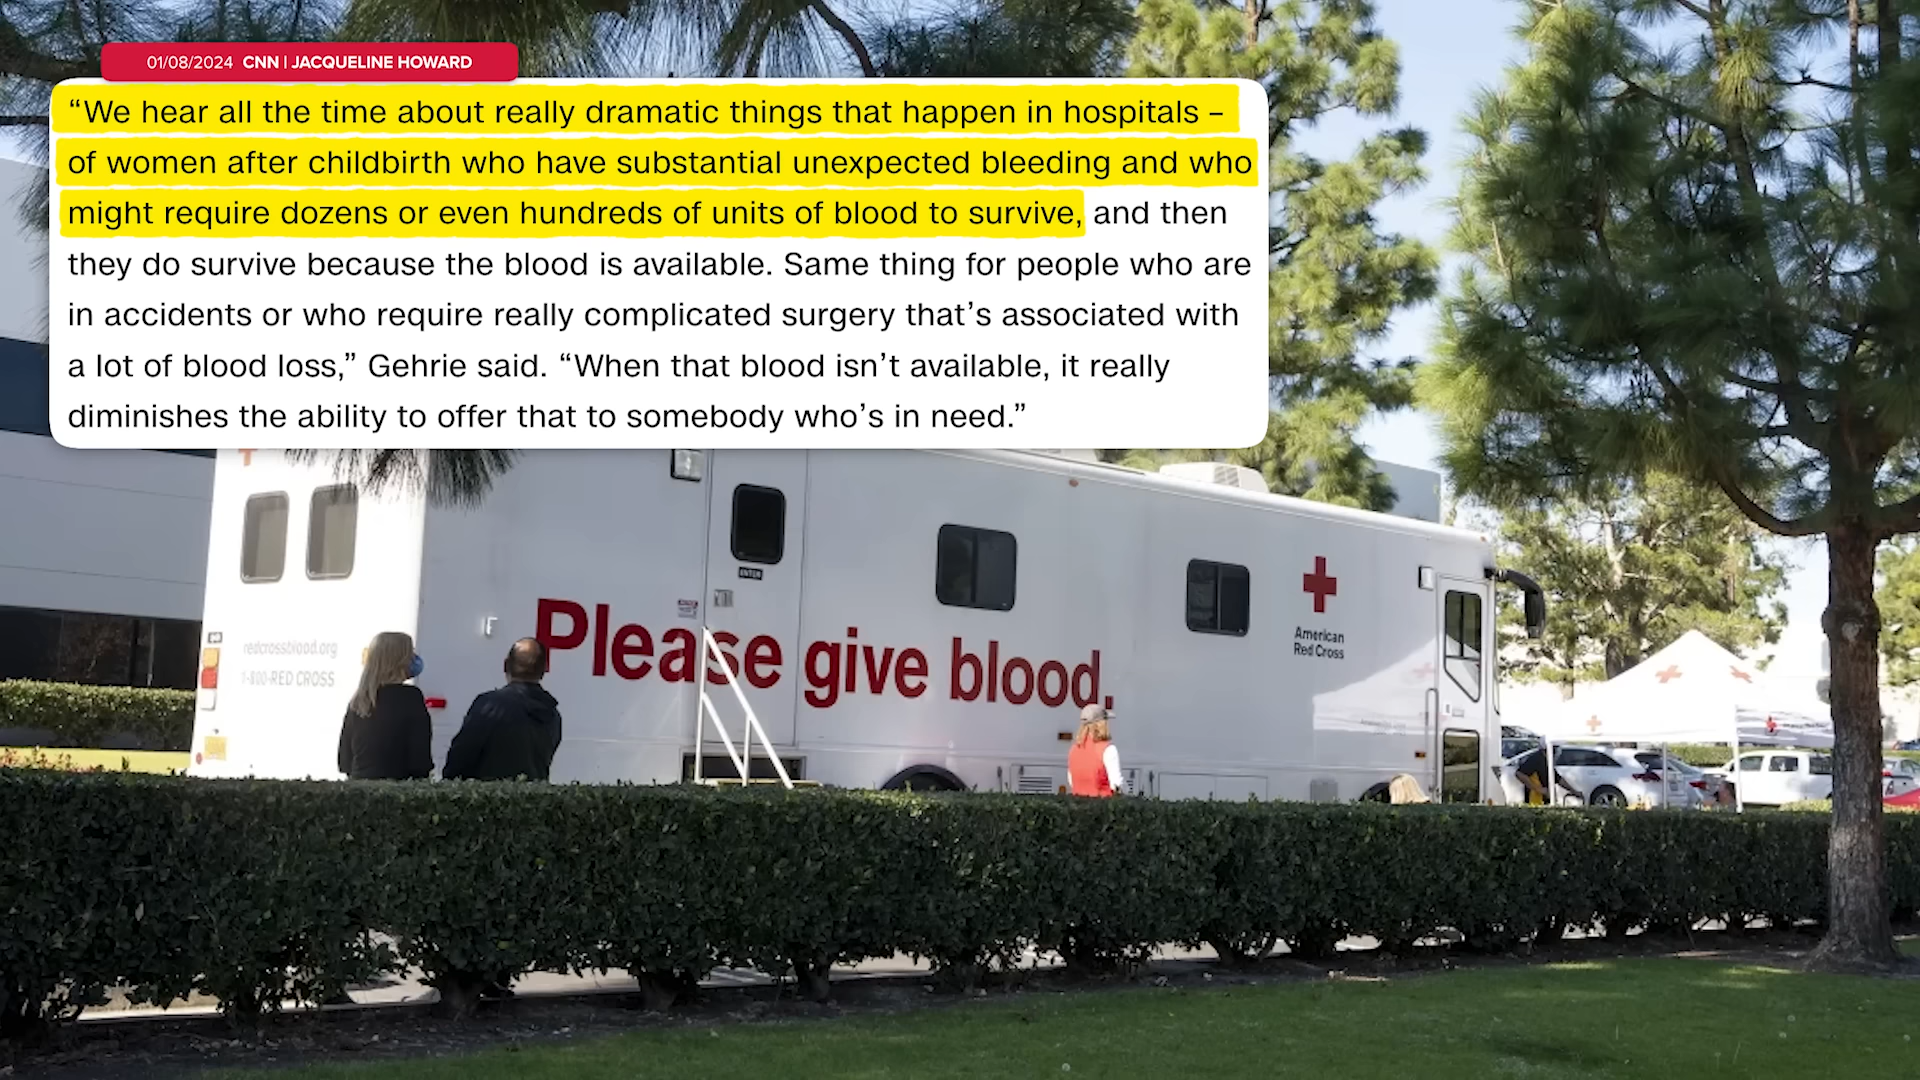 01/08/2024 CNN | JACQUELINE HOWARD
“We hear all the time about really dramatic things that happen in hospitals –
of women after childbirth who have substantial unexpected bleeding and who
might require dozens or even hundreds of units of blood to survive, and then
they do survive because the blood is available. Same thing for people who are
in accidents or who require really complicated surgery that’s associated with
a lot of blood loss,” Gehrie said. “When that blood isn’t available, it really
diminishes the ability to offer that to somebody who’s in need.”
ENTER
Please give blood.
American
Red Cross
redcrossblood.org
1-800-RED CROSS